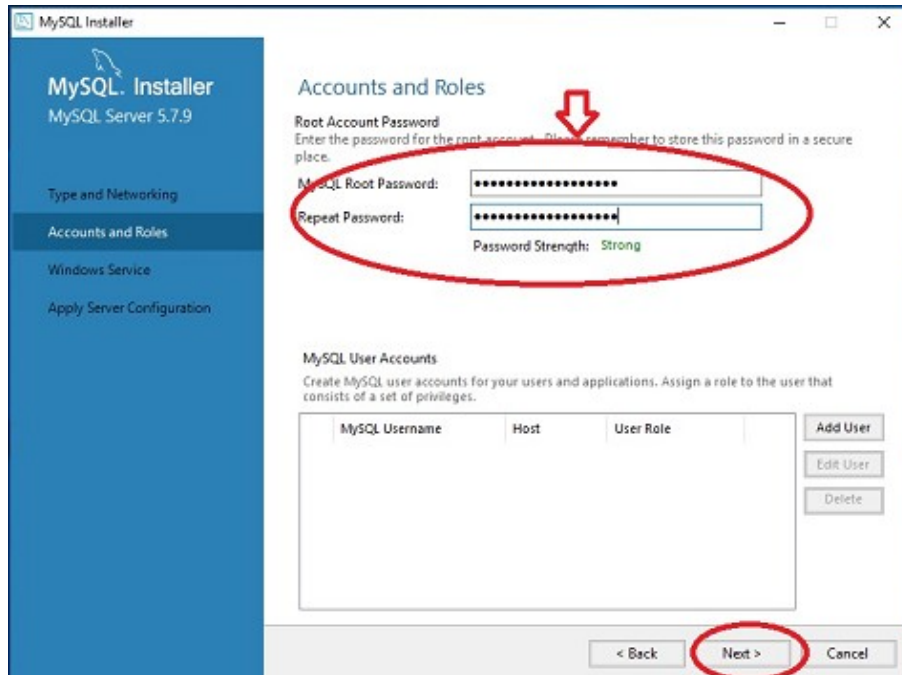 MySQL Installer
MySQL. Installer
MySQL Server 5.7.9
Type and Networking
Accounts and Roles
Windows Service
Apply Server Configuration
Accounts and Roles
Root Account Password
Enter the password for the root account. Please remember to store this password in a secure
place.
MySQL Root Password: ••••••••••••••••••
Repeat Password: ••••••••••••••••••
Password Strength: Strong
MySQL User Accounts
Create MySQL user accounts for your users and applications. Assign a role to the user that
consists of a set of privileges.
MySQL Username Host User Role
Add User
Edit User
Delete
< Back Next > Cancel